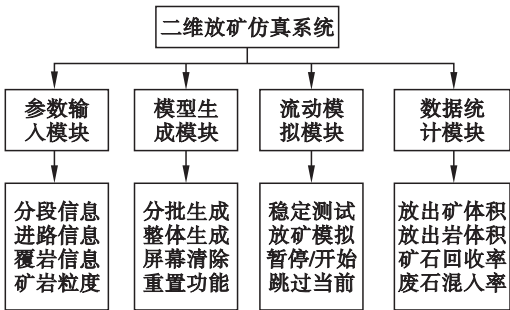 二维放矿仿真系统
参数输
入模块
模型生
成模块
流动模
拟模块
数据统
计模块
分段信息
进路信息
覆岩信息
矿岩粒度
分批生成
整体生成
屏幕清除
重置功能
稳定测试
放矿模拟
暂停/开始
跳过当前
放出矿体积
放出岩体积
矿石回收率
废石混入率